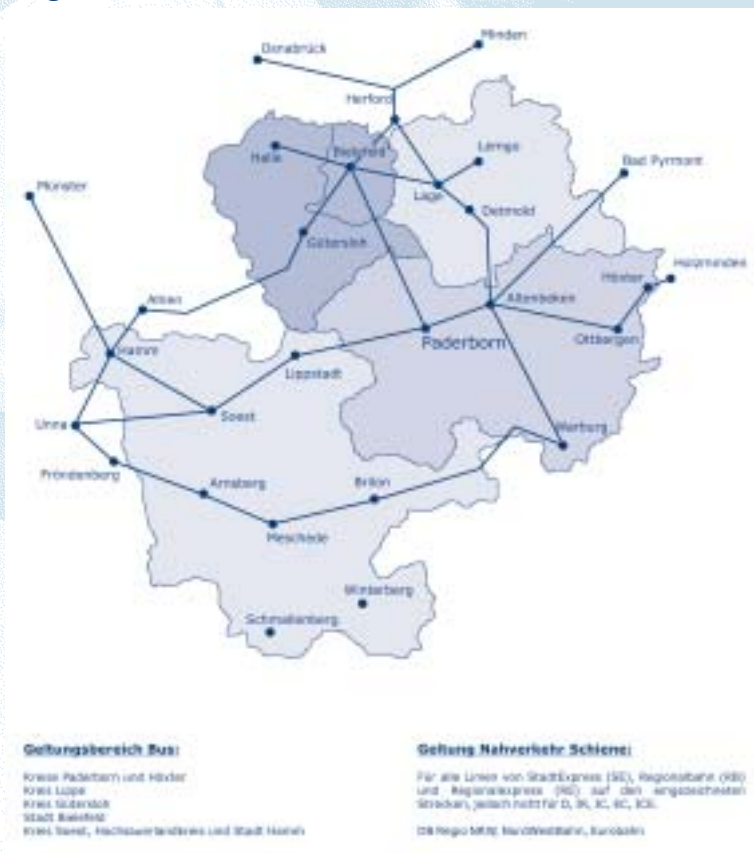 Osnabrück
Minden
Herford
Halle
Bielefeld
Lemgo
Bad Pyrmont
Lage
Detmold
Münster
Gütersloh
Holzminden
Höxter
Ahlen
Altenbeken
Hamm
Paderborn
Ottbergen
Lippstadt
Soest
Unna
Warburg
Fröndenberg
Arnsberg
Brilon
Meschede
Winterberg
Schmallenberg
Geltungsbereich Bus:
Kreise Paderborn und Höxter
Kreis Lippe
Kreis Gütersloh
Stadt Bielefeld
Kreis Soest, Hochsauerlandkreis und Stadt Hamm
Geltung Nahverkehr Schiene:
Für alle Linien von StadtExpress (SE), Regionalbahn (RB)
und Regionalexpress (RE) auf den eingezeichneten
Strecken, jedoch nicht für D, IR, IC, EC, ICE.
DB Regio NRW, NordWestBahn, Eurobahn